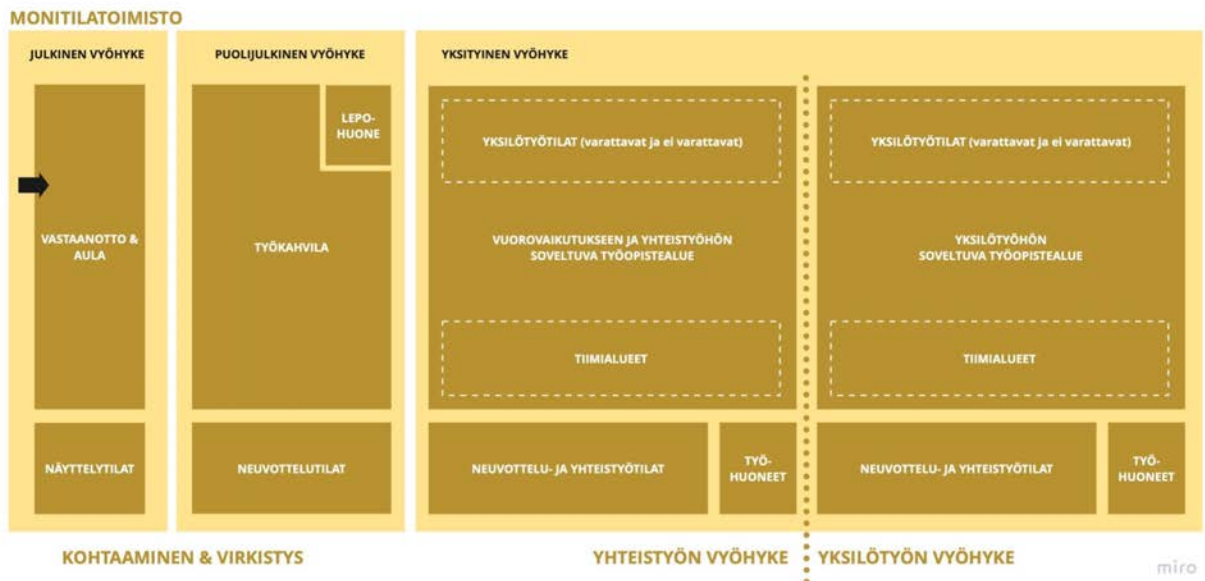 MONITILATOIMISTO
JULKINEN VYÖHYKE
VASTAANOTTO &
AULA
NÄYTTELYTILAT
PUOLIJULKINEN VYÖHYKE
LEPO-
HUONE
TYÖKAHVILA
NEUVOTTELUTILAT
YKSITYINEN VYÖHYKE
YKSILÖTYÖTILAT (varattavat ja ei varattavat)
VUOROVAIKUTUKSEEN JA YHTEISTYÖHÖN
SOVELTUVA TYÖOPISTEALUE
TIIMIALUEET
NEUVOTTELU- JA YHTEISTYÖTILAT
TYÖ-
HUONEET
YKSILÖTYÖTILAT (varattavat ja ei varattavat)
YKSILÖTYÖHÖN
SOVELTUVA TYÖOPISTEALUE
TIIMIALUEET
NEUVOTTELU- JA YHTEISTYÖTILAT
TYÖ-
HUONEET
KOHTAAMINEN & VIRKISTYS
YHTEISTYÖN VYÖHYKE
YKSILÖTYÖN VYÖHYKE
miro